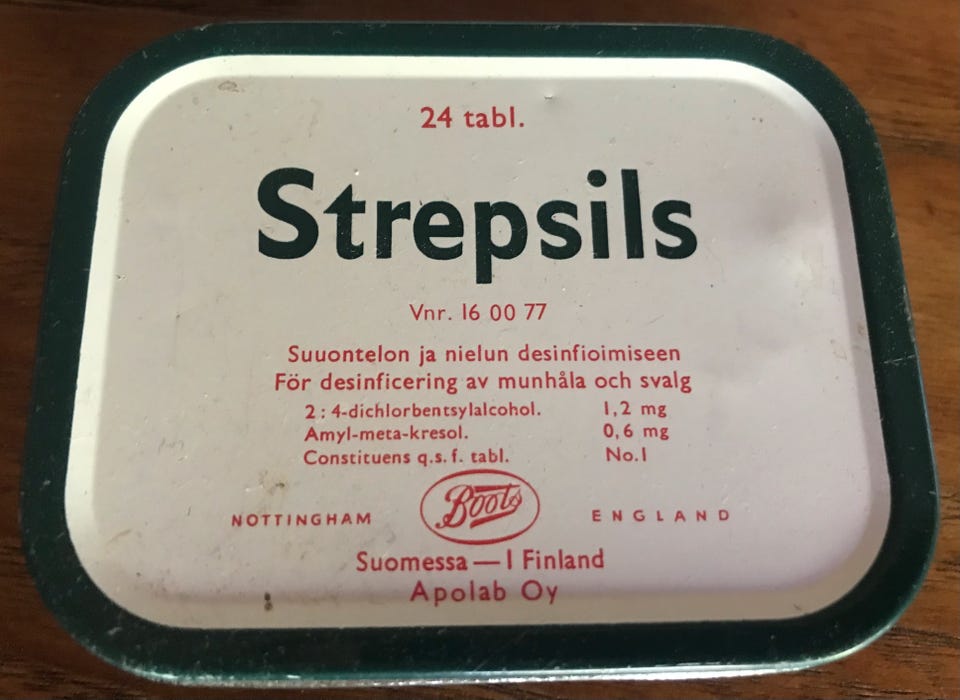 24 tabl.
Strepsils
Vnr. 16 00 77
Suuontelon ja nielun desinfioimiseen
För desinficering av munhåla och svalg
2:4-dichlorbentsylalcohol. 1,2 mg
Amyl-meta-kresol. 0,6 mg
Constituens q.s.f. tabl. No.1
NOTTINGHAM Boots ENGLAND
Suomessa — I Finland
Apolab Oy